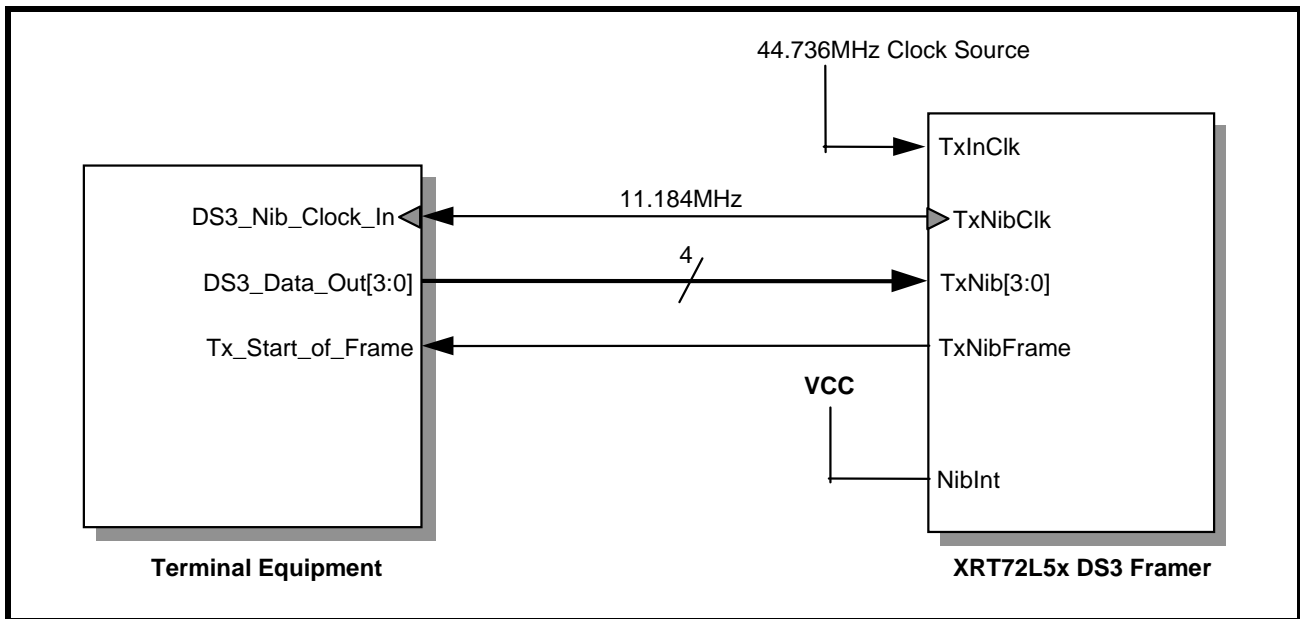 44.736MHz Clock Source
TxInClk
11.184MHz
DS3_Nib_Clock_In
TxNibClk
4
DS3_Data_Out[3:0]
TxNib[3:0]
Tx_Start_of_Frame
TxNibFrame
VCC
NibInt
Terminal Equipment
XRT72L5x DS3 Framer